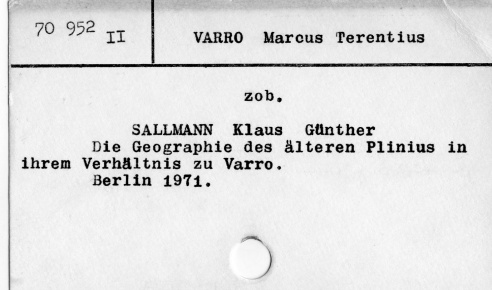 70 952 II
VARRO Marcus Terentius
zob.
SALLMANN Klaus Günther
Die Geographie des älteren Plinius in
ihrem Verhältnis zu Varro.
Berlin 1971.